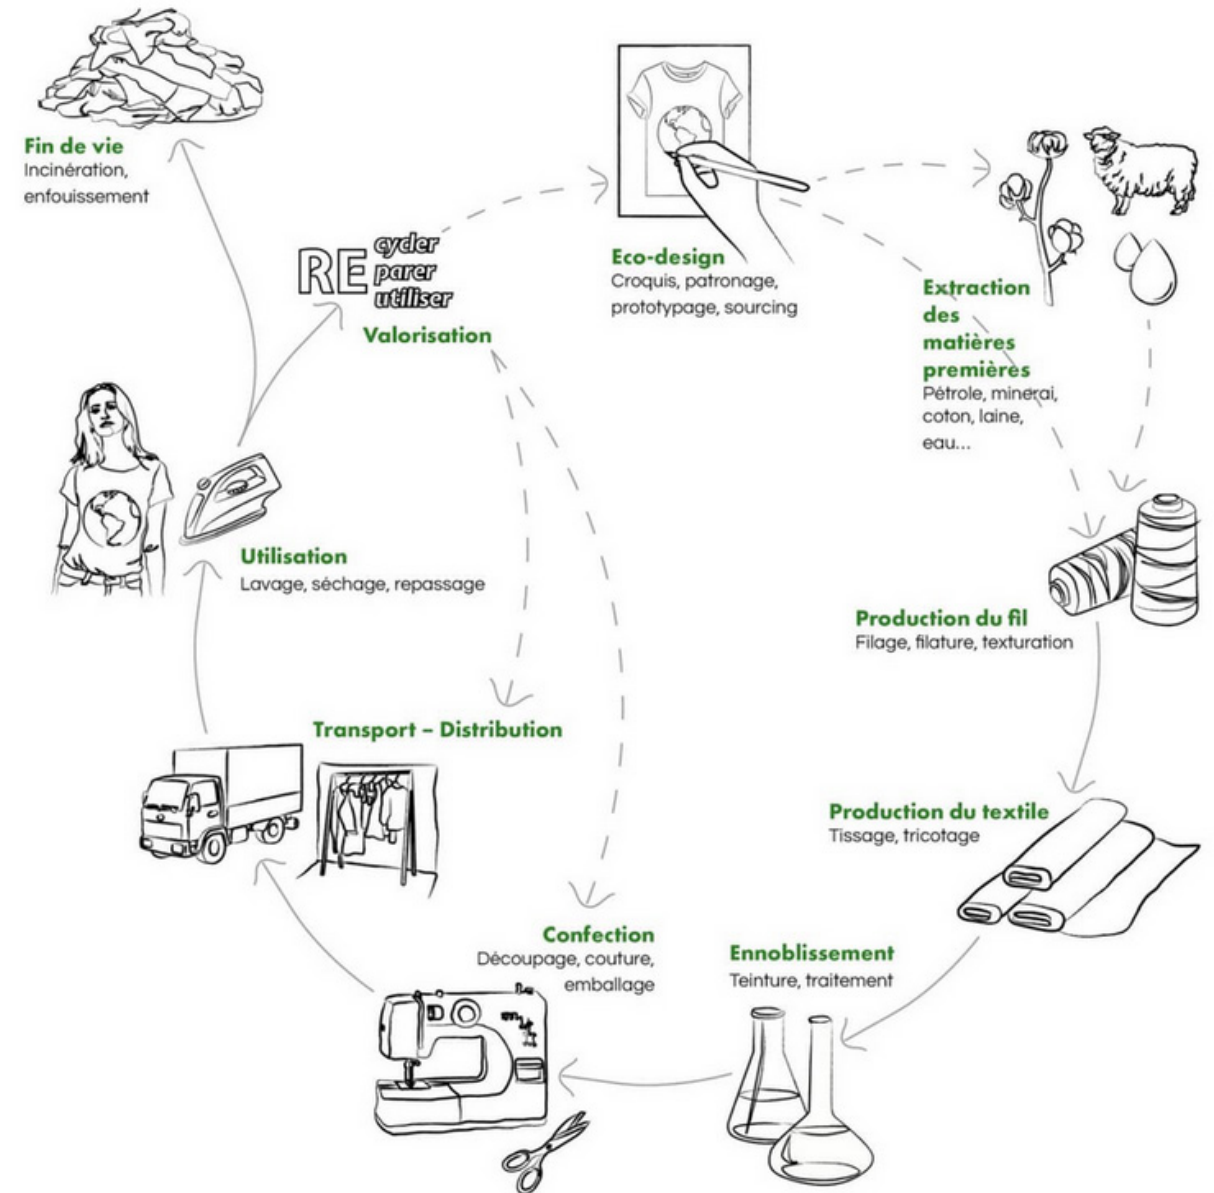 Fin de vie
Incinération,
enfouissement
RE
cycler
parer
utiliser
Valorisation
Eco-design
Croquis, patronage,
prototypage, sourcing
Extraction
des
matières
premières
Pétrole, minerai,
coton, laine,
eau...
Production du fil
Filage, filature, texturation
Production du textile
Tissage, tricotage
Ennoblissement
Teinture, traitement
Confection
Découpage, couture,
emballage
Transport – Distribution
Utilisation
Lavage, séchage, repassage